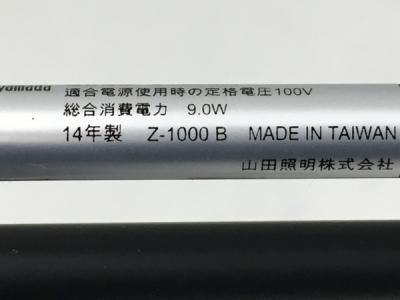 yamada
適合電源使用時の定格電圧100V
総合消費電力 9.0W
14年製 Z-1000 B MADE IN TAIWAN
山田照明株式会社